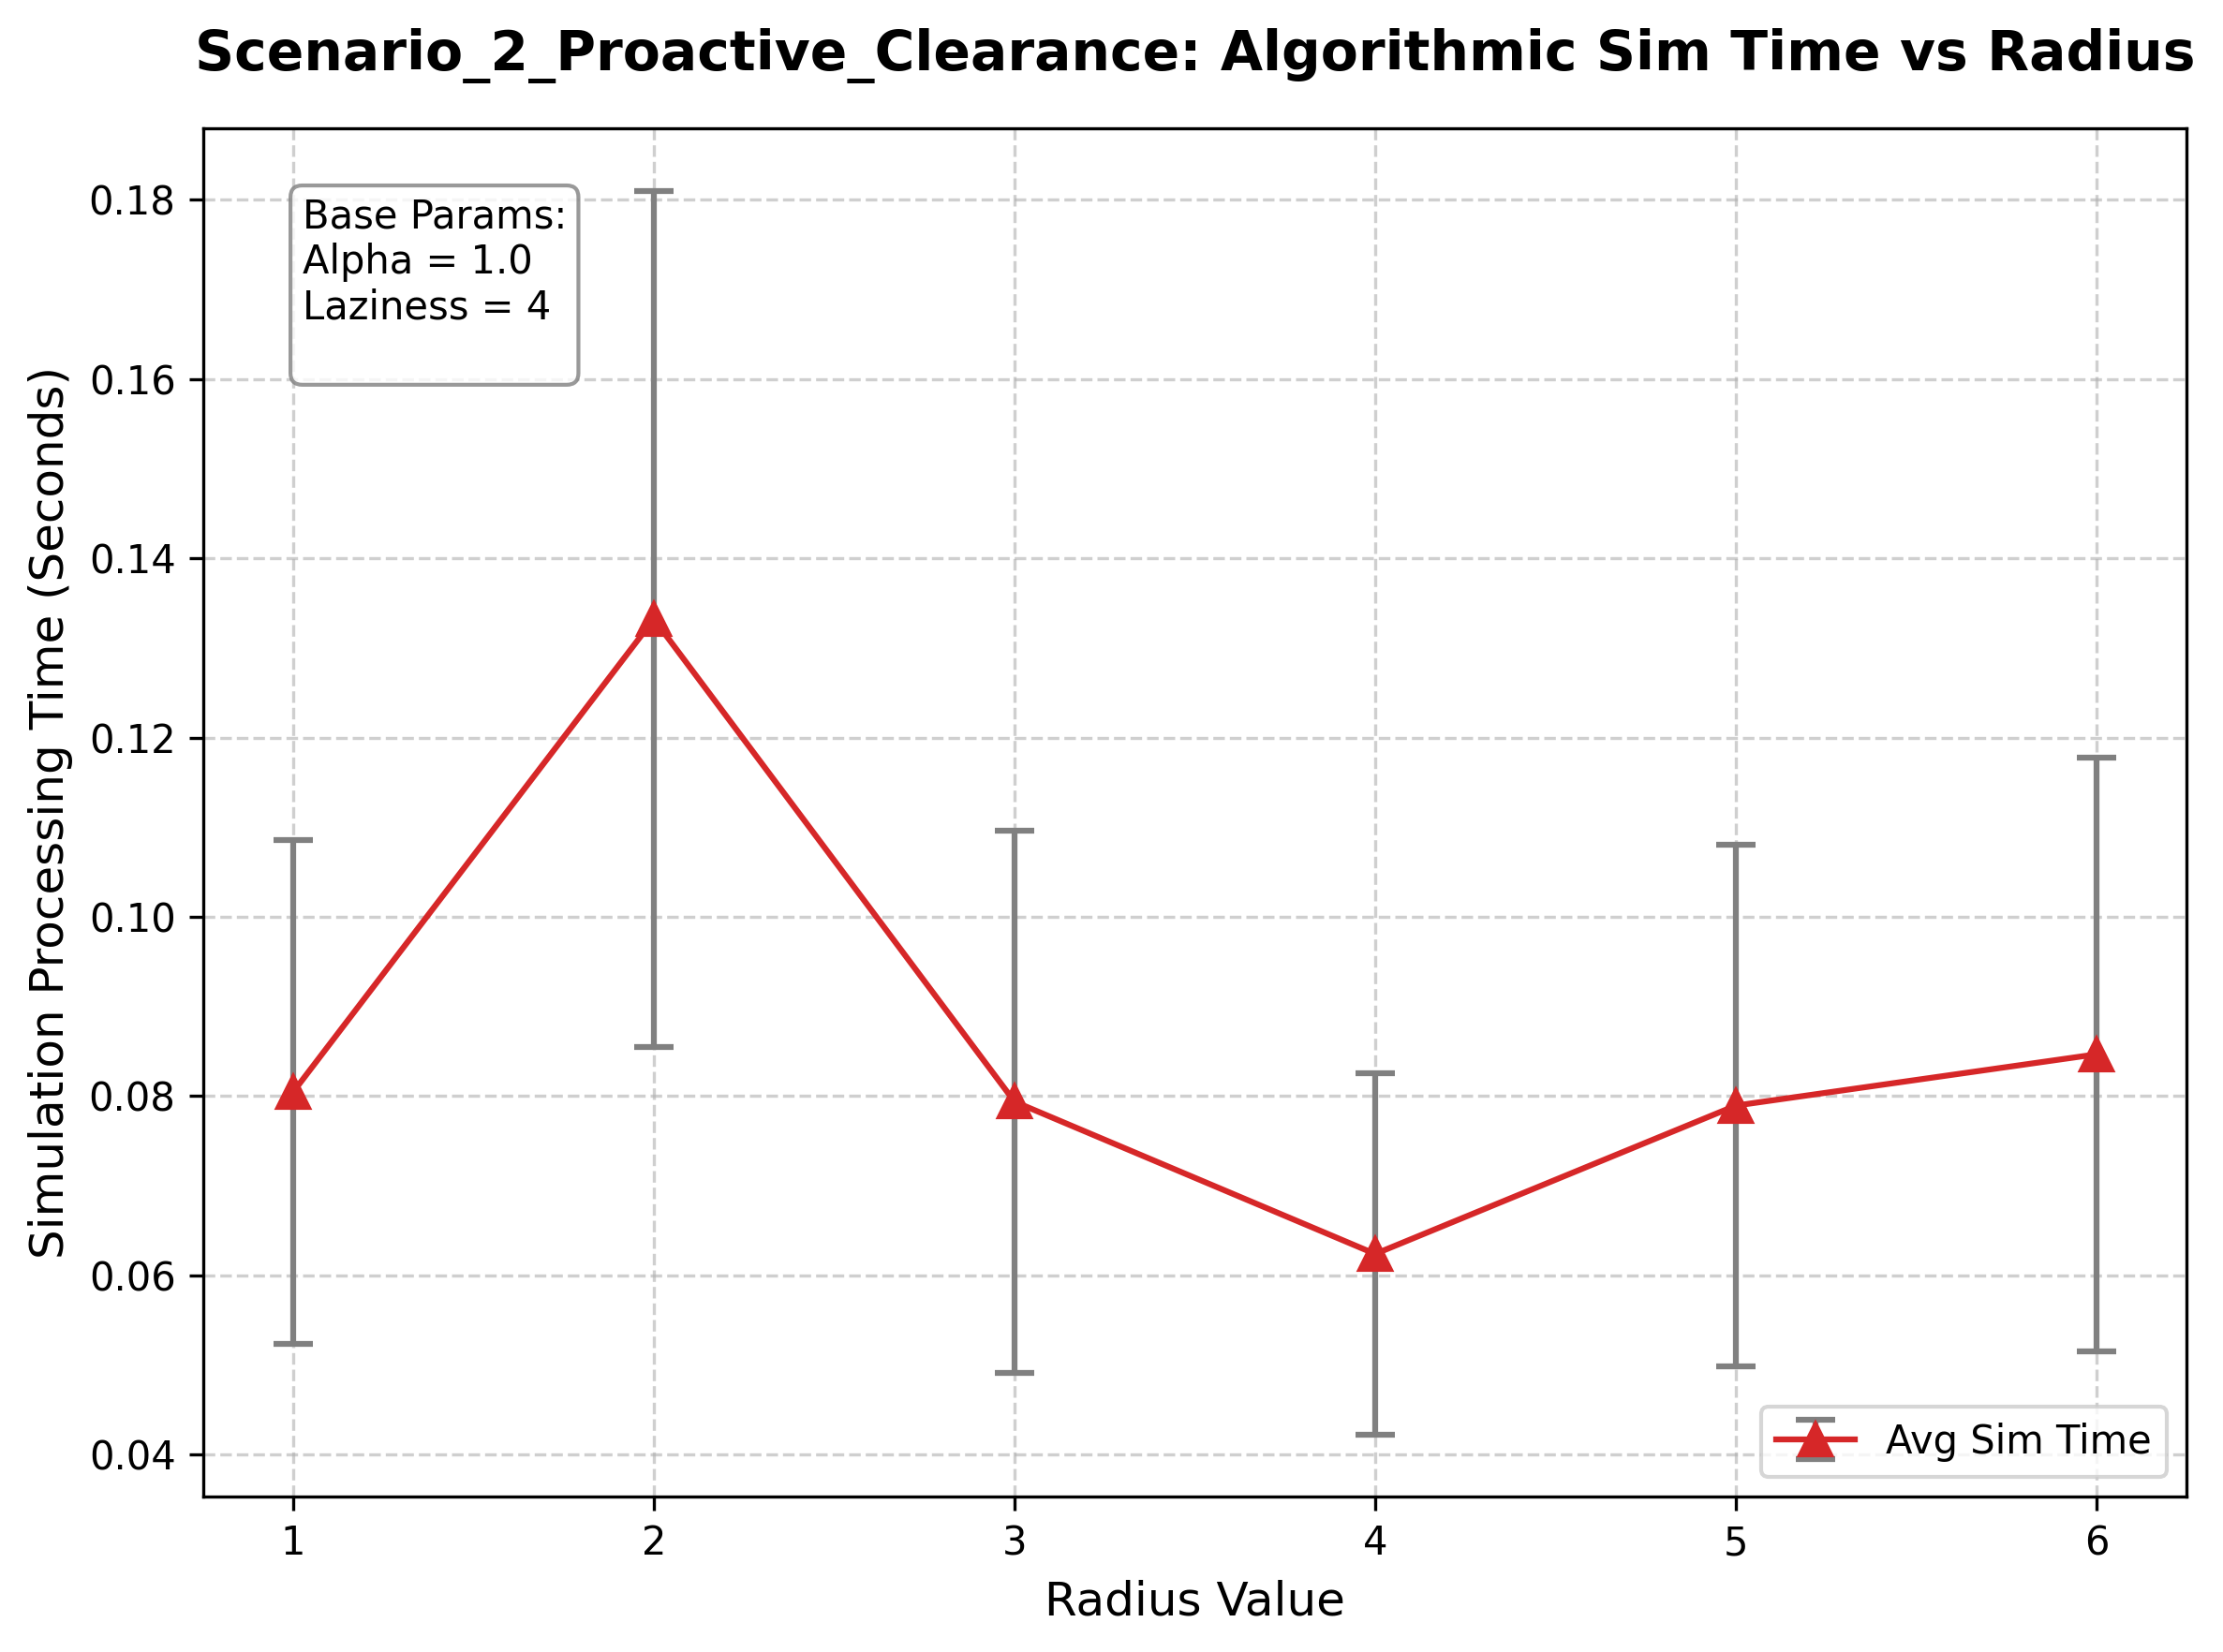 Scenario_2_Proactive_Clearance: Algorithmic Sim Time vs Radius
Simulation Processing Time (Seconds)
0.18
0.16
0.14
0.12
0.10
0.08
0.06
0.04
Base Params:
Alpha = 1.0
Laziness = 4
Avg Sim Time
1 2 3 4 5 6
Radius Value